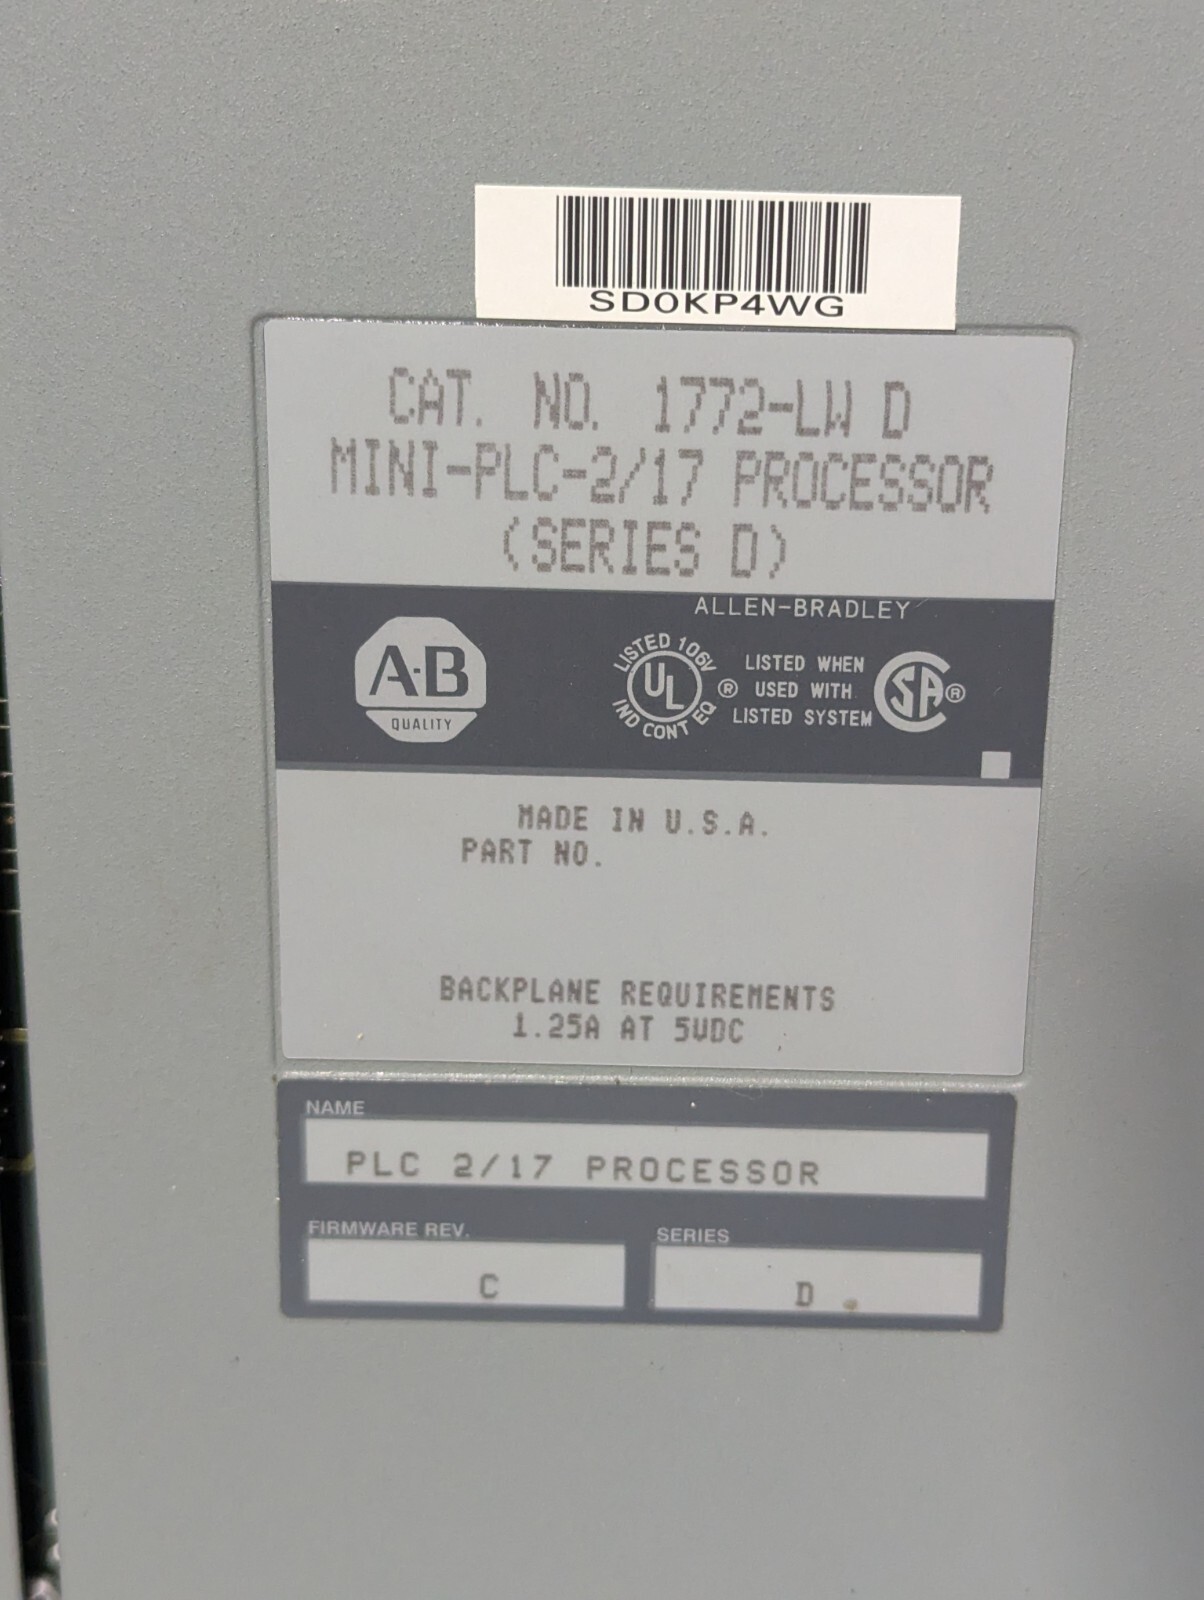 SD0KP4WG
CAT. NO. 1772-LW D
MINI-PLC-2/17 PROCESSOR
(SERIES D)
ALLEN-BRADLEY
A-B
QUALITY
LISTED 106V
UL
IND CONT EQ
®
LISTED WHEN
USED WITH
LISTED SYSTEM
SA ®
MADE IN U.S.A.
PART NO.
BACKPLANE REQUIREMENTS
1.25A AT 5VDC
NAME
PLC 2/17 PROCESSOR
FIRMWARE REV.
C
SERIES
D